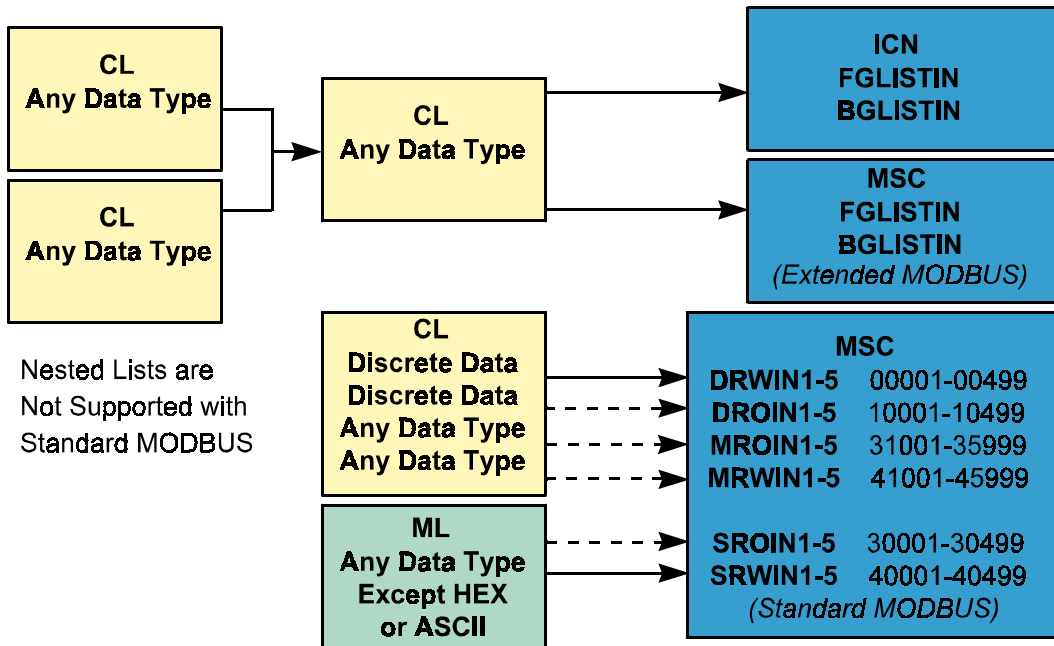 CL
Any Data Type
CL
Any Data Type
CL
Any Data Type
ICN
FGLISTIN
BGLISTIN
MSC
FGLISTIN
BGLISTIN
(Extended MODBUS)
Nested Lists are
Not Supported with
Standard MODBUS
CL
Discrete Data
Discrete Data
Any Data Type
Any Data Type
ML
Any Data Type
Except HEX
or ASCII
MSC
DRWIN1-5 00001-00499
DROIN1-5 10001-10499
MROIN1-5 31001-35999
MRWIN1-5 41001-45999
SROIN1-5 30001-30499
SRWIN1-5 40001-40499
(Standard MODBUS)